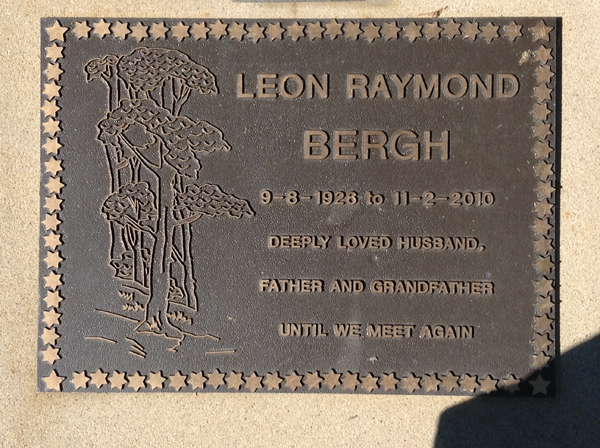 LEON RAYMOND
BERGH
9-8-1926 to 11-2-2010
DEEPLY LOVED HUSBAND,
FATHER AND GRANDFATHER
UNTIL WE MEET AGAIN